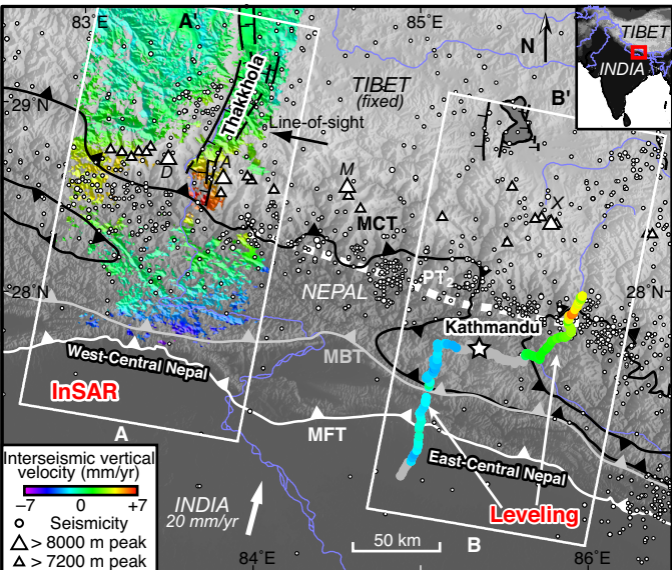 83°E
A'
85°E
N
TIBET
INDIA
TIBET
(fixed)
B'
29°N
Thakkhola
Line-of-sight
D
A
M
X
MCT
28°N
NEPAL
PT2
28°N
Kathmandu
MBT
West-Central Nepal
InSAR
A
MFT
East-Central Nepal
Leveling
Interseismic vertical
velocity (mm/yr)
−7
0
+7
Seismicity
> 8000 m peak
> 7200 m peak
INDIA
20 mm/yr
50 km
B
84°E
86°E